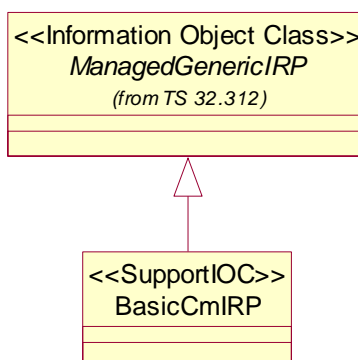 <<Information Object Class>>
ManagedGenericIRP
(from TS 32.312)
<<SupportIOC>>
BasicCmIRP